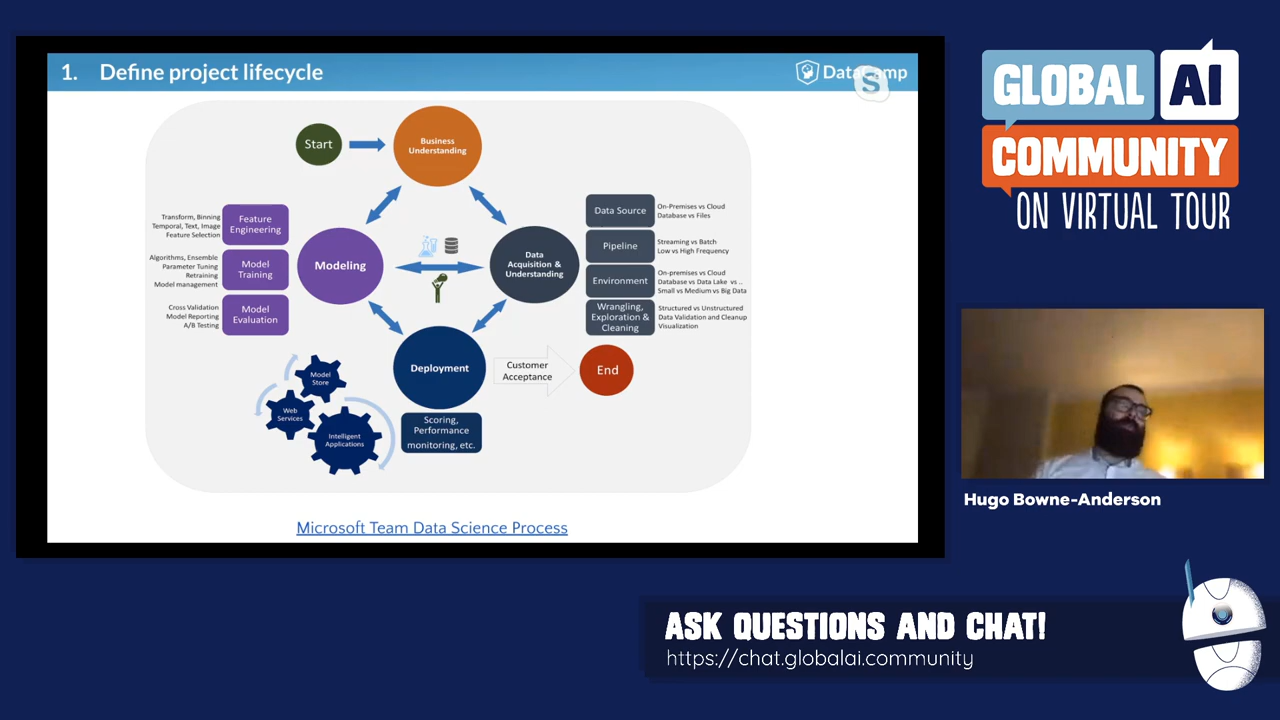 1. Define project lifecycle
DataCamp
Start
Business
Understanding
Transform, Binning
Temporal, Text, Image
Feature Selection
Feature
Engineering
Algorithms, Ensemble
Parameter Tuning
Retraining
Model management
Model
Training
Cross Validation
Model Reporting
A/B Testing
Model
Evaluation
Modeling
Data
Acquisition &
Understanding
Data Source
On-Premises vs Cloud
Database vs Files
Pipeline
Streaming vs Batch
Low vs High Frequency
Environment
On-premises vs Cloud
Database vs Data Lake vs ..
Small vs Medium vs Big Data
Wrangling,
Exploration &
Cleaning
Structured vs Unstructured
Data Validation and Cleanup
Visualization
Deployment
Customer
Acceptance
End
Model
Store
Web
Services
Intelligent
Applications
Scoring,
Performance
monitoring, etc.
Microsoft Team Data Science Process
GLOBAL AI
COMMUNITY
ON VIRTUAL TOUR
Hugo Bowne-Anderson
ASK QUESTIONS AND CHAT!
https://chat.globalai.community